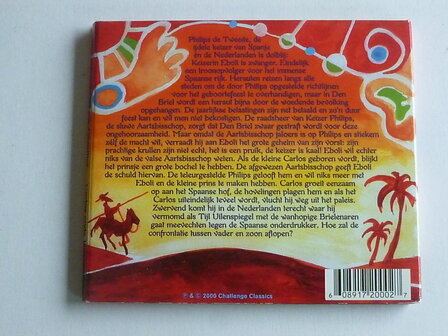 Philips de Tweede, de
ijdele keizer van Spanje
en de Nederlanden is dolblij:
Keizerin Eboli is zwanger. Eindelijk
een troonopvolger voor het immense
Spaanse rijk. Herauten reizen langs alle
steden om de door Philips opgestelde richtlijnen
voor het geboortefeest te overhandigen, maar in Den
Briel wordt een heraut bijna door de woedende bevolking
opgehangen. De jaarlijkse belastingen zijn net betaald en zo'n duur
feest kan en wil men niet bekostigen. De raadsheer van Keizer Philips,
de sluwe Aartsbisschop, zorgt dat Den Briel zwaar gestraft wordt voor deze
ongehoorzaamheid. Maar omdat de Aartsbisschop jaloers is op Philips en stiekem
zelf de macht wil, verraadt hij aan Eboli het grote geheim van zijn vorst: zijn
prachtige krullen zijn niet echt, het is een pruik, de keizer is kaal! Eboli wil echter
niks van de valse Aartsbisschop weten. Als de kleine Carlos geboren wordt, blijkt
het prinsje een grote bochel te hebben. De afgewezen Aartsbisschop geeft Eboli
de schuld hiervan. De teleurgestelde Philips gelooft hem en wil niks meer met
Eboli en de kleine prins te maken hebben. Carlos groeit eenzaam
op aan het Spaanse hof, de hovelingen plagen hem en als het
Carlos uiteindelijk teveel wordt, vlucht hij weg uit het paleis.
Zwervend komt hij in de Nederlanden terecht waar hij
vermomd als Tijl Uilenspiegel met de wanhopige Brielenaren
gaat meevechten tegen de Spaanse onderdrukker. Hoe zal de
confrontatie tussen vader en zoon aflopen?
℗ & © 2000 Challenge Classics
6 08917 20002 7